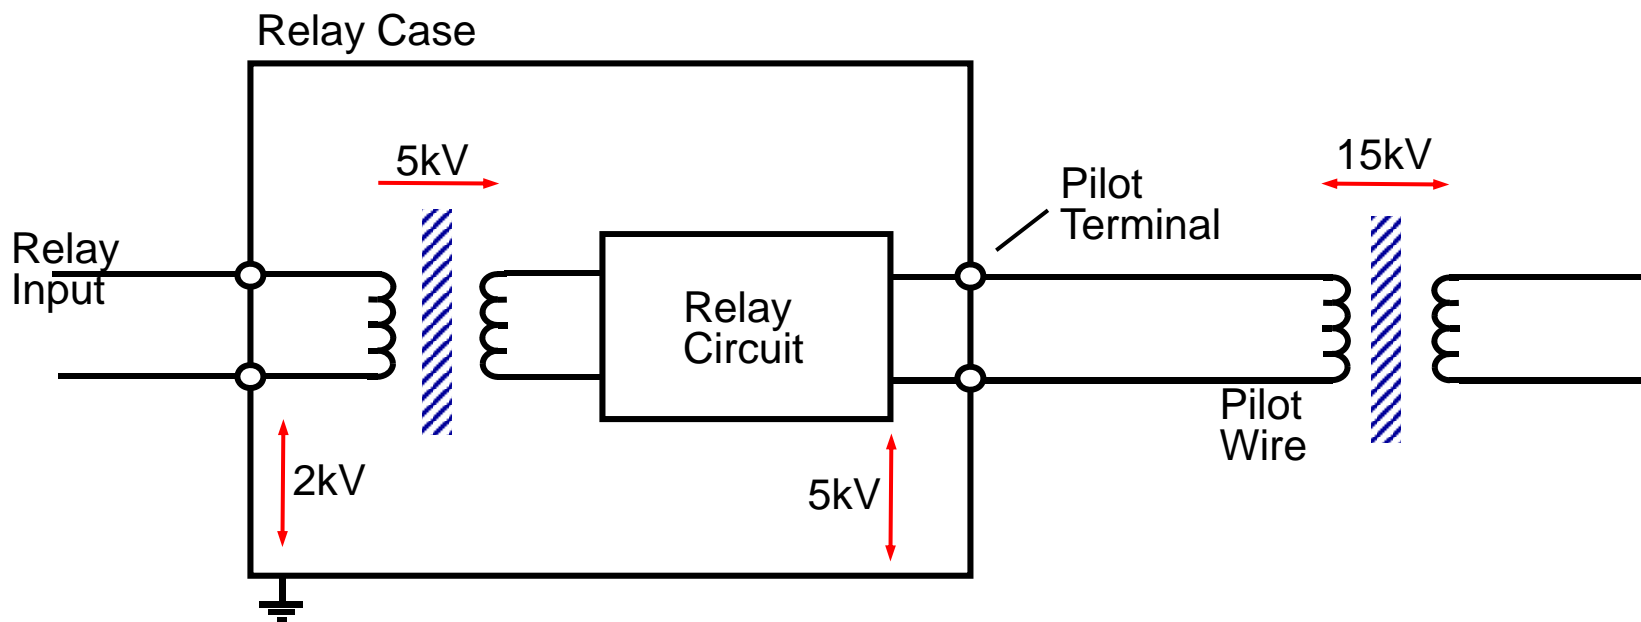 Relay Case
5kV
15kV
Pilot
Terminal
Relay
Input
Relay
Circuit
Pilot
Wire
2kV
5kV